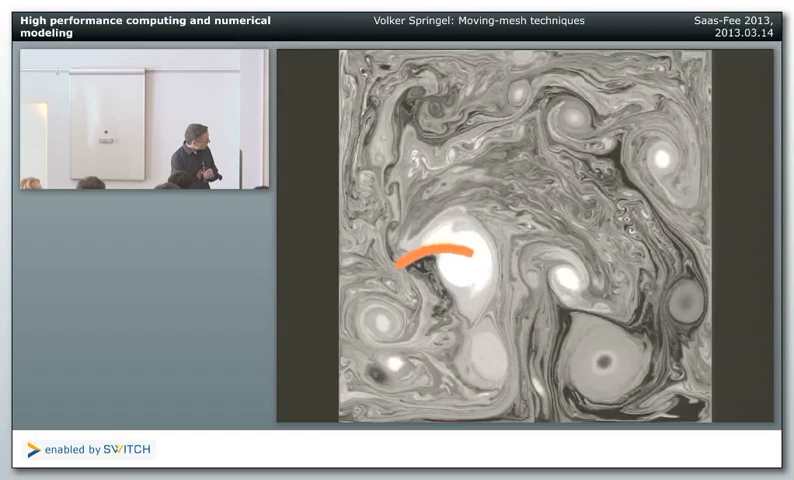 High performance computing and numerical
modeling
Volker Springel: Moving-mesh techniques
Saas-Fee 2013,
2013.03.14
enabled by SWITCH